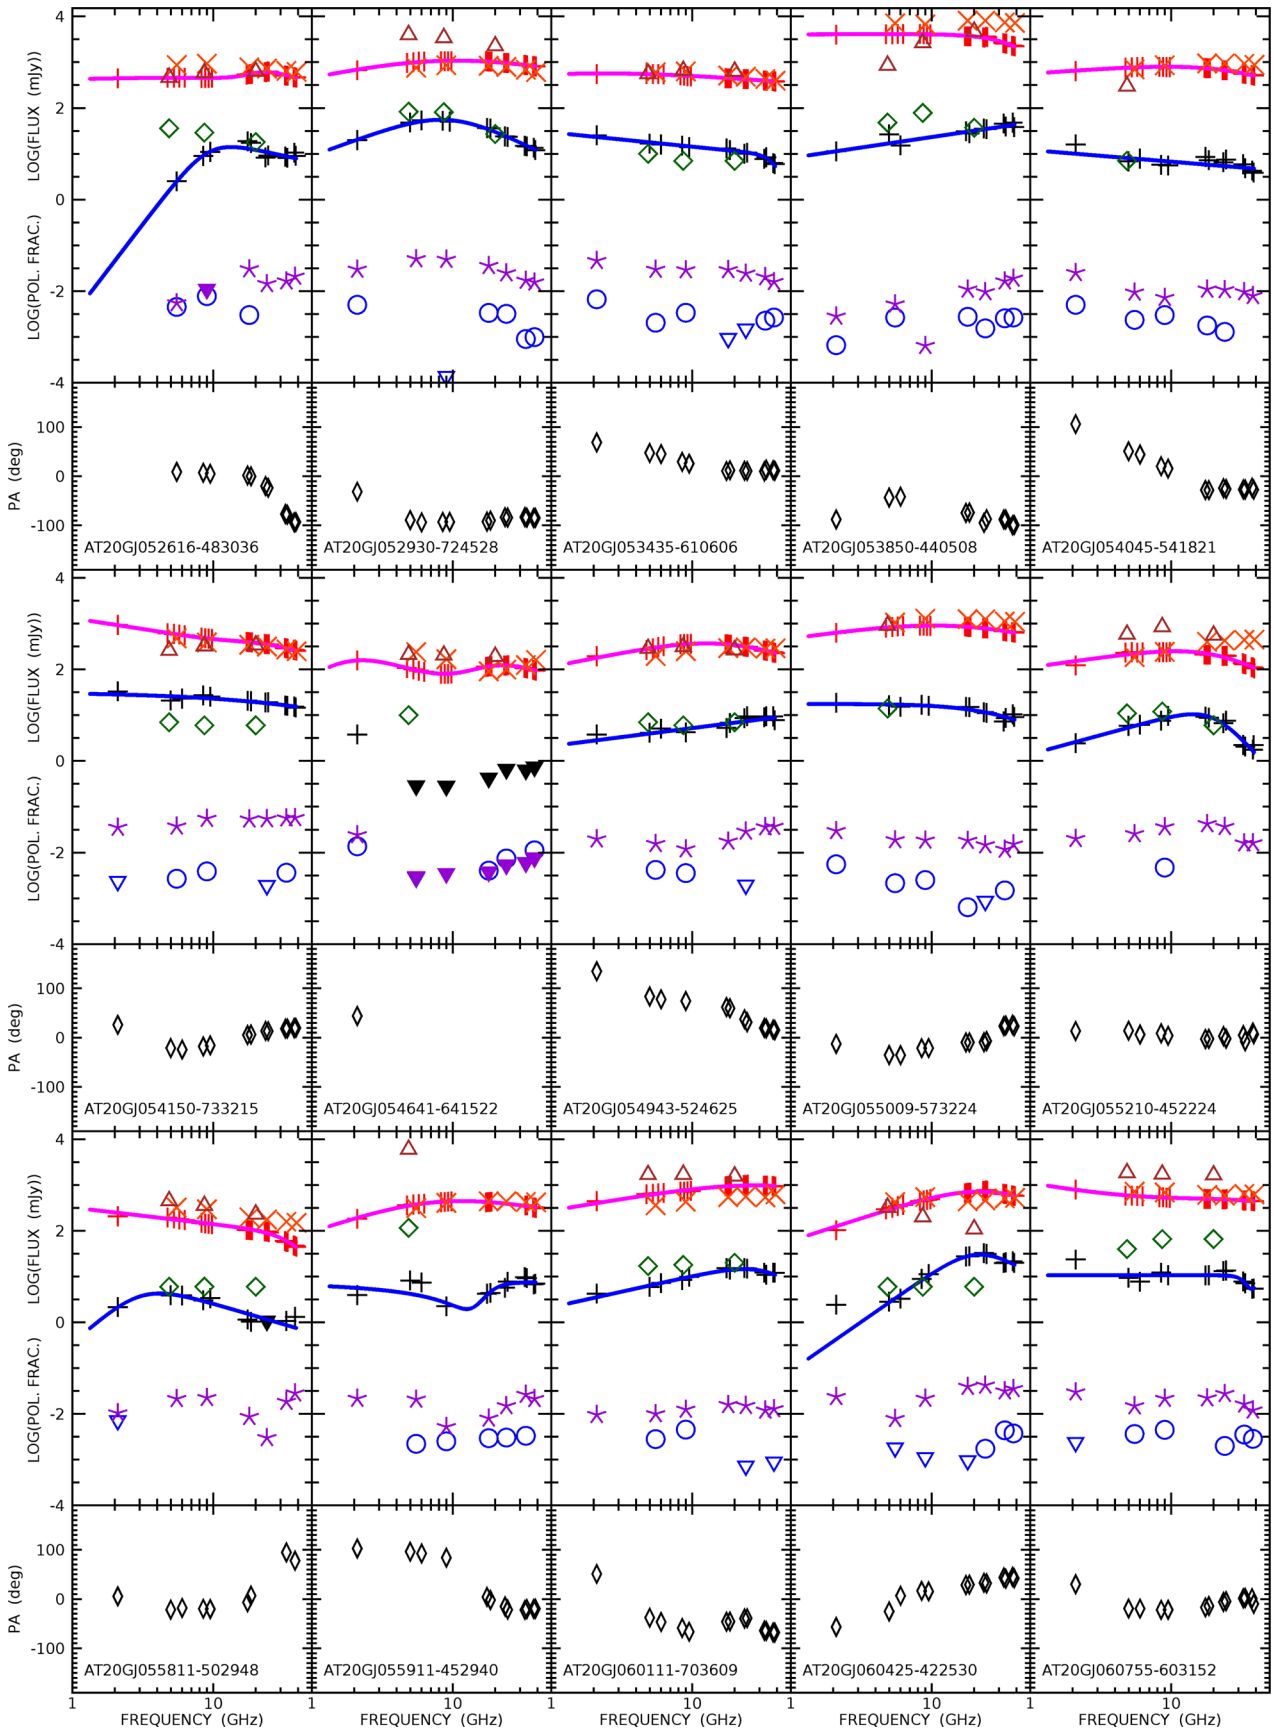 LOG(POL. FRAC.) LOG(FLUX (mJy))
4
2
0
-2
-4
PA (deg)
100
0
-100
AT20GJ052616-483036 AT20GJ052930-724528 AT20GJ053435-610606 AT20GJ053850-440508 AT20GJ054045-541821
LOG(POL. FRAC.) LOG(FLUX (mJy))
4
2
0
-2
-4
PA (deg)
100
0
-100
AT20GJ054150-733215 AT20GJ054641-641522 AT20GJ054943-524625 AT20GJ055009-573224 AT20GJ055210-452224
LOG(POL. FRAC.) LOG(FLUX (mJy))
4
2
0
-2
-4
PA (deg)
100
0
-100
AT20GJ055811-502948 AT20GJ055911-452940 AT20GJ060111-703609 AT20GJ060425-422530 AT20GJ060755-603152
1 10 1 10 1 10 1 10 1 10
FREQUENCY (GHz) FREQUENCY (GHz) FREQUENCY (GHz) FREQUENCY (GHz) FREQUENCY (GHz)